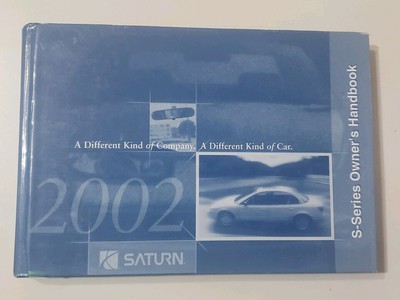 A Different Kind of Company. A Different Kind of Car.
2002
SATURN
S-Series Owner's Handbook